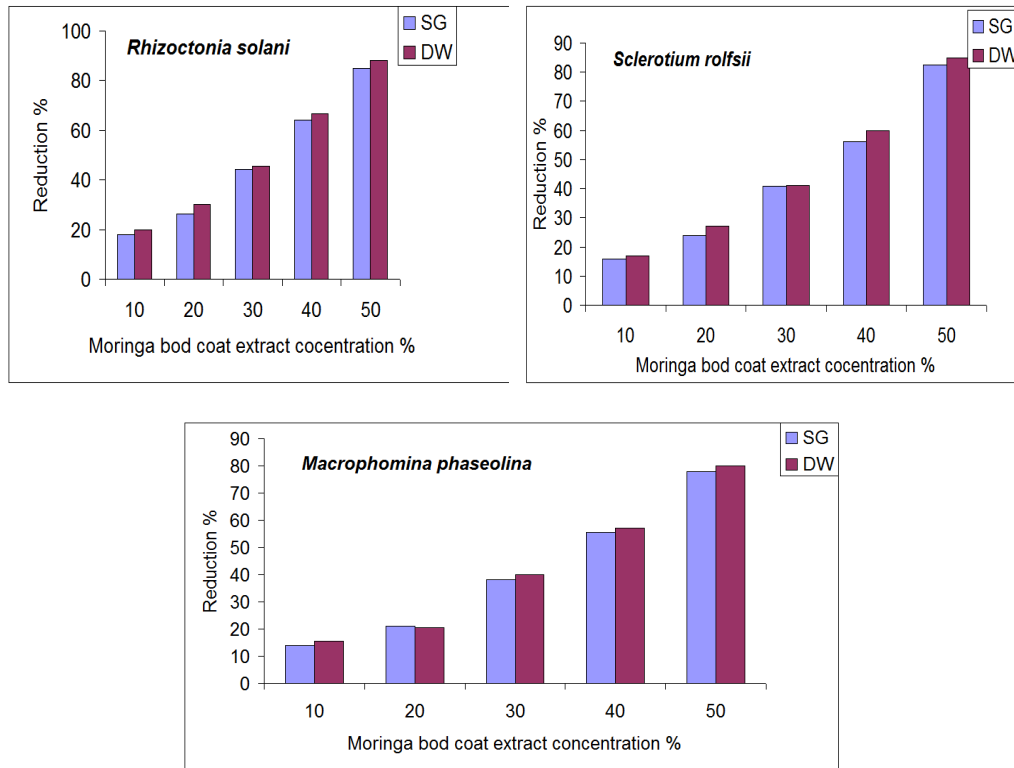 Rhizoctonia solani
SG
DW
Reduction %
100
80
60
40
20
0
10 20 30 40 50
Moringa bod coat extract cocentration %
Sclerotium rolfsii
SG
DW
Reduction %
90
80
70
60
50
40
30
20
10
0
10 20 30 40 50
Moringa bod coat extract cocentration %
Macrophomina phaseolina
SG
DW
Reduction %
90
80
70
60
50
40
30
20
10
0
10 20 30 40 50
Moringa bod coat extract concentration %